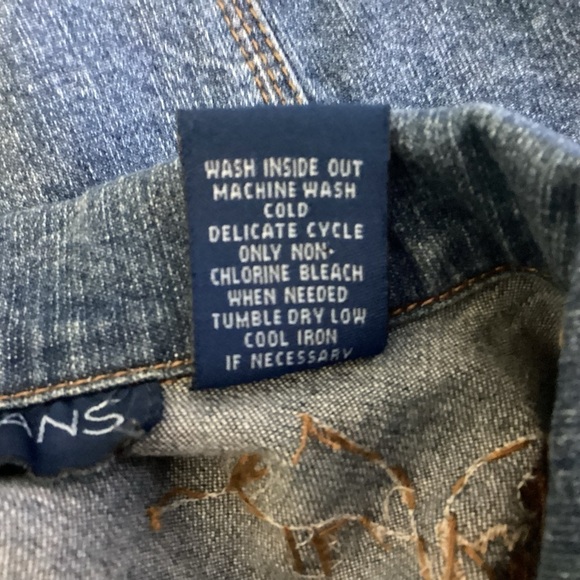 WASH INSIDE OUT
MACHINE WASH
COLD
DELICATE CYCLE
ONLY NON-
CHLORINE BLEACH
WHEN NEEDED
TUMBLE DRY LOW
COOL IRON
IF NECESSARY
ANS